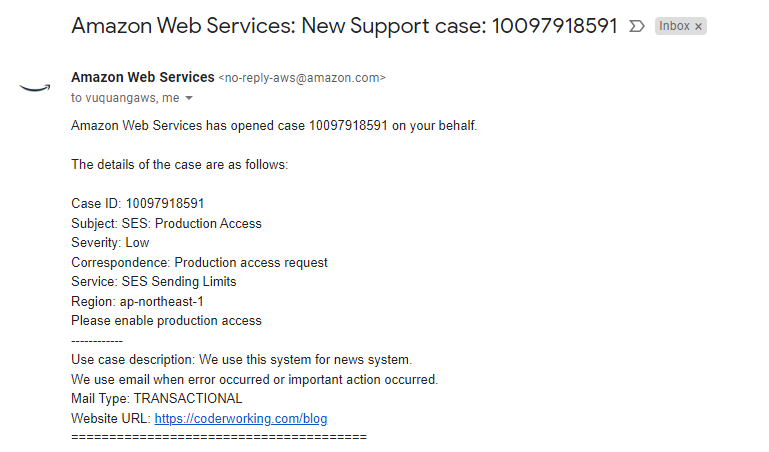 Amazon Web Services: New Support case: 10097918591 Inbox ×
Amazon Web Services <no-reply-aws@amazon.com>
to vuquangaws, me
Amazon Web Services has opened case 10097918591 on your behalf.
The details of the case are as follows:
Case ID: 10097918591
Subject: SES: Production Access
Severity: Low
Correspondence: Production access request
Service: SES Sending Limits
Region: ap-northeast-1
Please enable production access
------------
Use case description: We use this system for news system.
We use email when error occurred or important action occurred.
Mail Type: TRANSACTIONAL
Website URL: https://coderworking.com/blog
=======================================